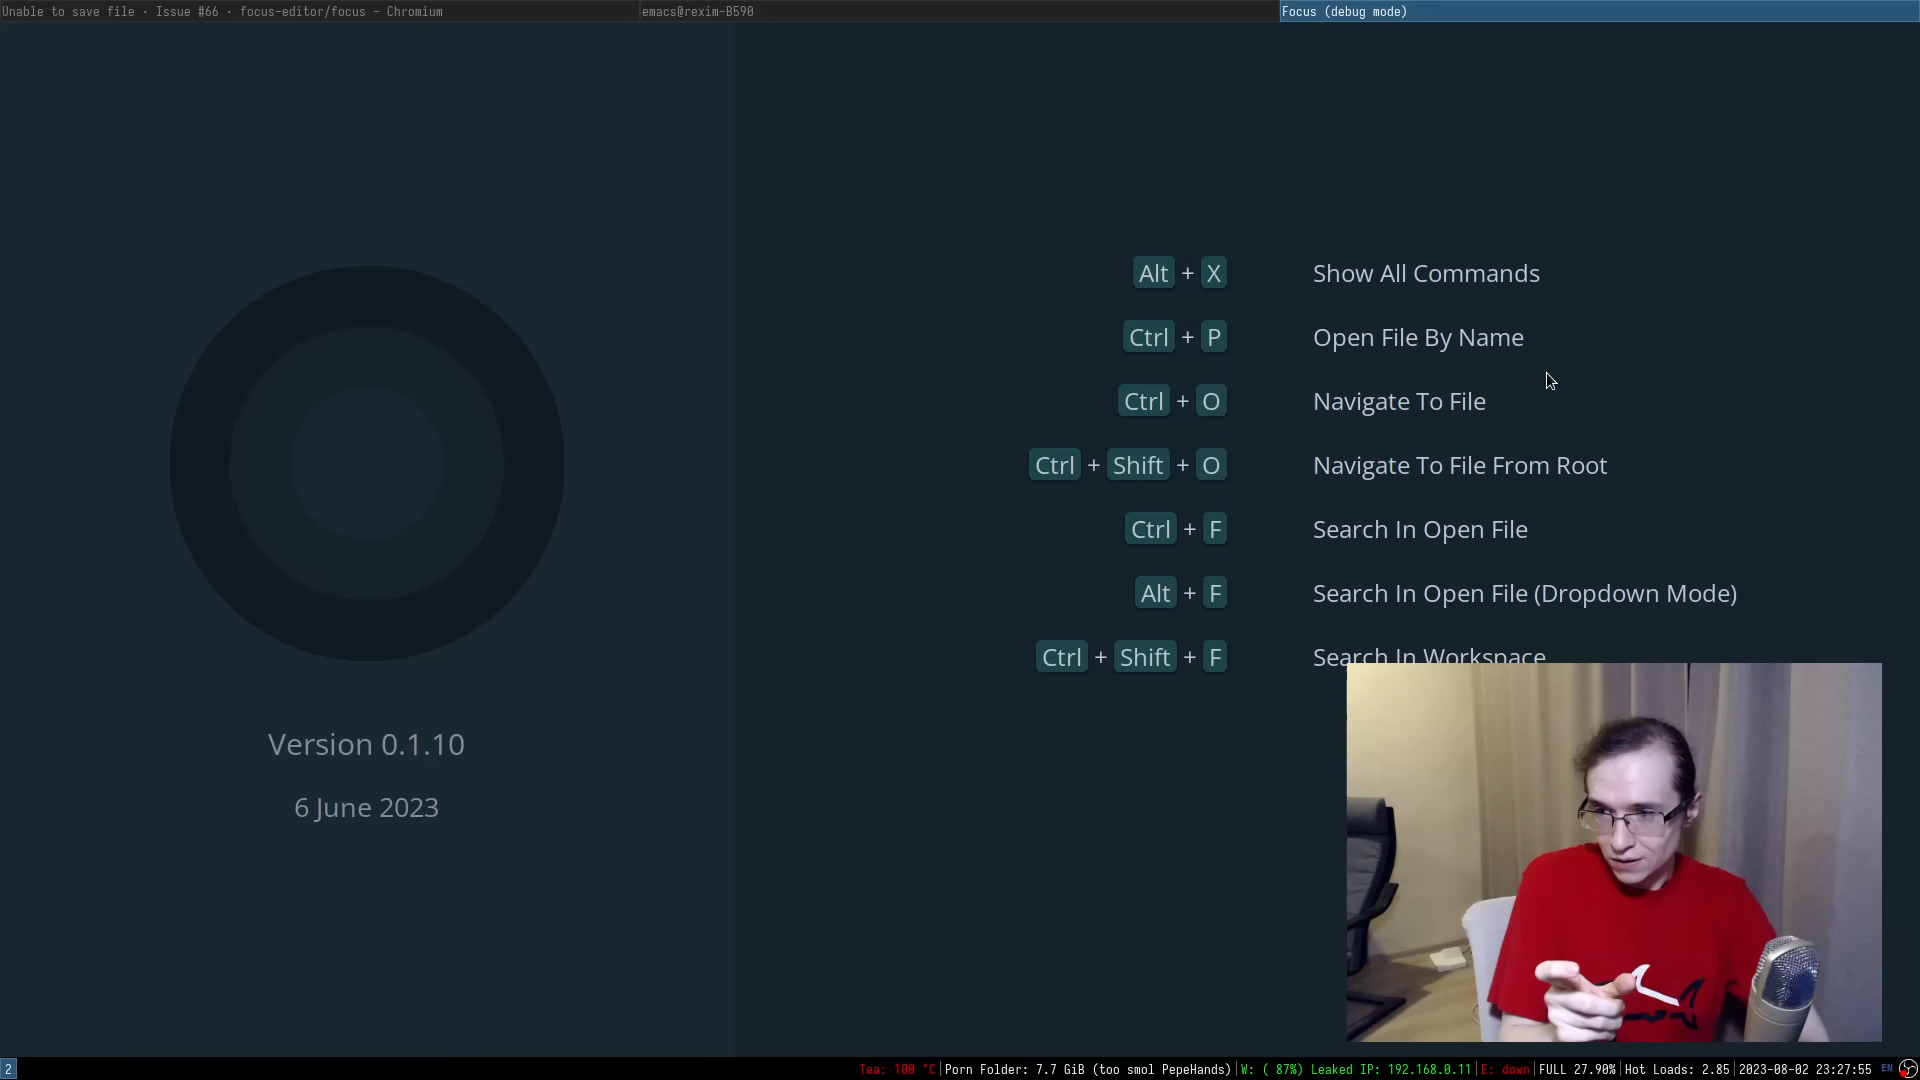 Unable to save file · Issue #66 · focus-editor/focus - Chromium
emacs@rexim-B590
Focus (debug mode)
Alt + X Show All Commands
Ctrl + P Open File By Name
Ctrl + O Navigate To File
Ctrl + Shift + O Navigate To File From Root
Ctrl + F Search In Open File
Alt + F Search In Open File (Dropdown Mode)
Ctrl + Shift + F Search In Workspace
Version 0.1.10
6 June 2023
2
Tea: 100 °C|Porn Folder: 7.7 GiB (too smol PepeHands)|W: ( 87%) Leaked IP: 192.168.0.11|E: down|FULL 27.90%|Hot Loads: 2.85|2023-08-02 23:27:55 EN